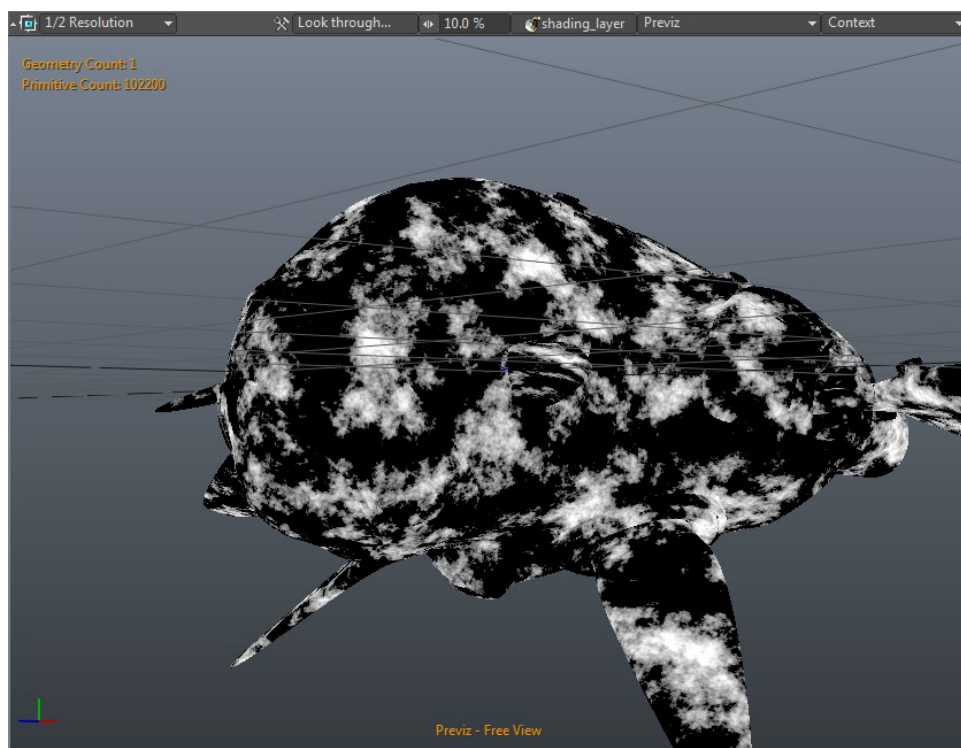 1/2 Resolution Look through... 10.0 % shading_layer Previz Context
Geometry Count: 1
Primitive Count: 102200
Previz - Free View